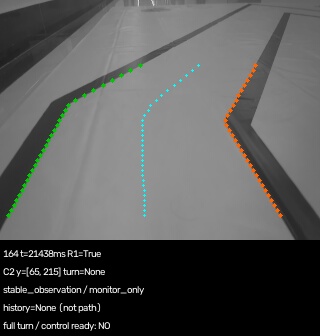 164 t=21438ms R1=True
C2 y=[65, 215] turn=None
stable_observation / monitor_only
history=None (not path)
full turn / control ready: NO